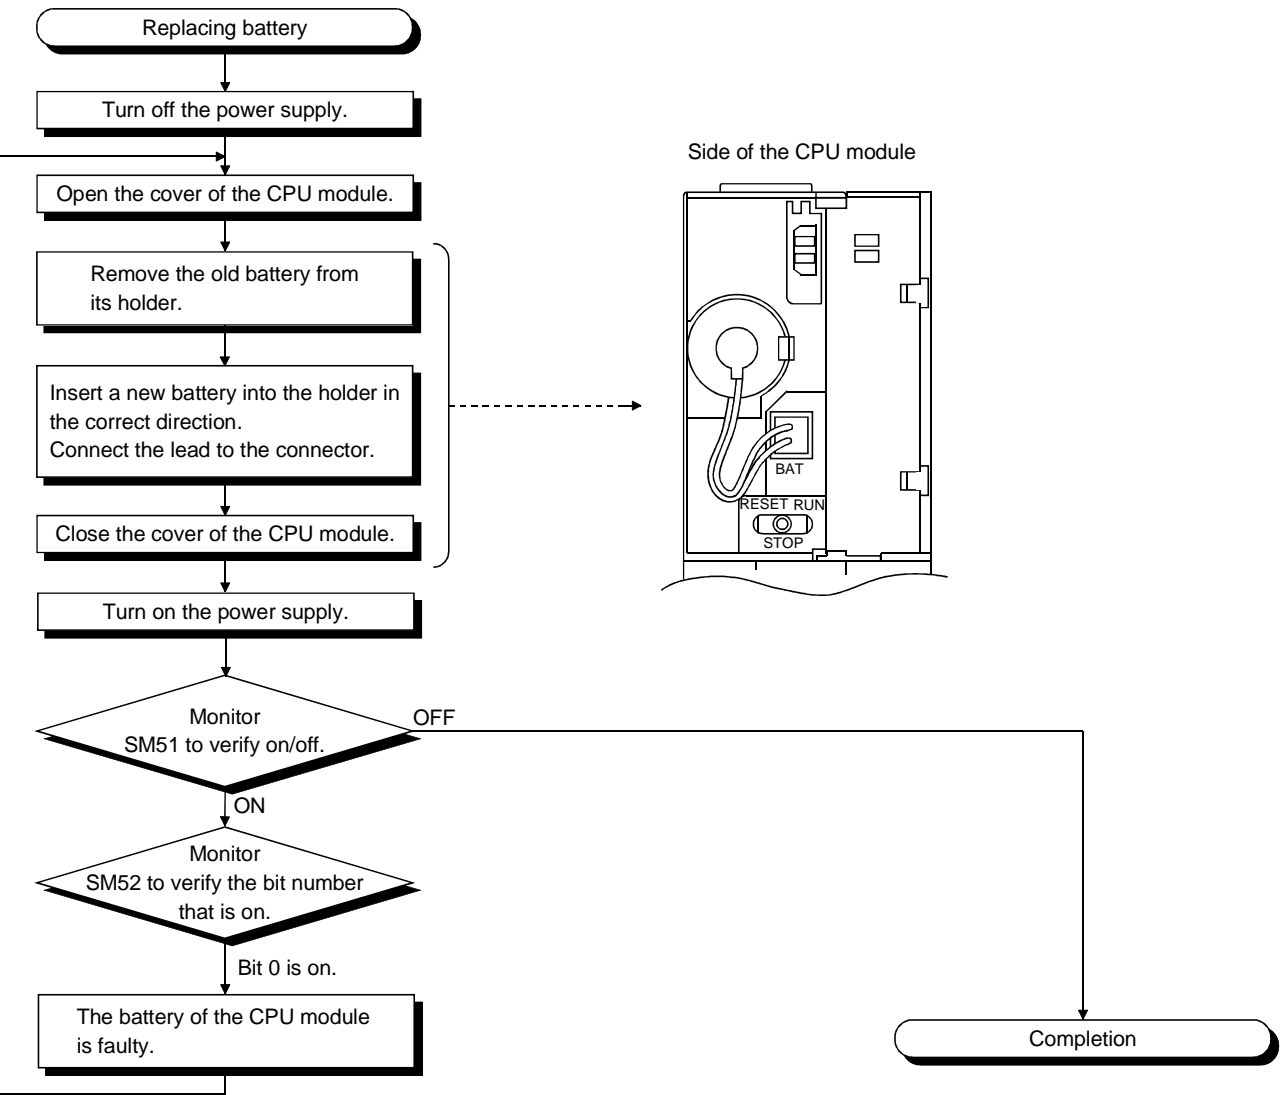 Replacing battery
Turn off the power supply.
Open the cover of the CPU module.
Remove the old battery from
its holder.
Insert a new battery into the holder in
the correct direction.
Connect the lead to the connector.
Close the cover of the CPU module.
Turn on the power supply.
Monitor
SM51 to verify on/off.
OFF
ON
Monitor
SM52 to verify the bit number
that is on.
Bit 0 is on.
The battery of the CPU module
is faulty.
Side of the CPU module
BAT
RESET RUN
STOP
Completion